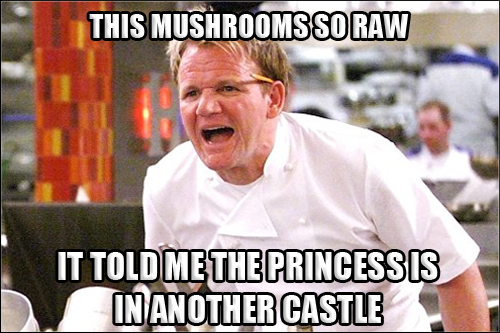 THIS MUSHROOMS SO RAW
IT TOLD ME THE PRINCESS IS
IN ANOTHER CASTLE